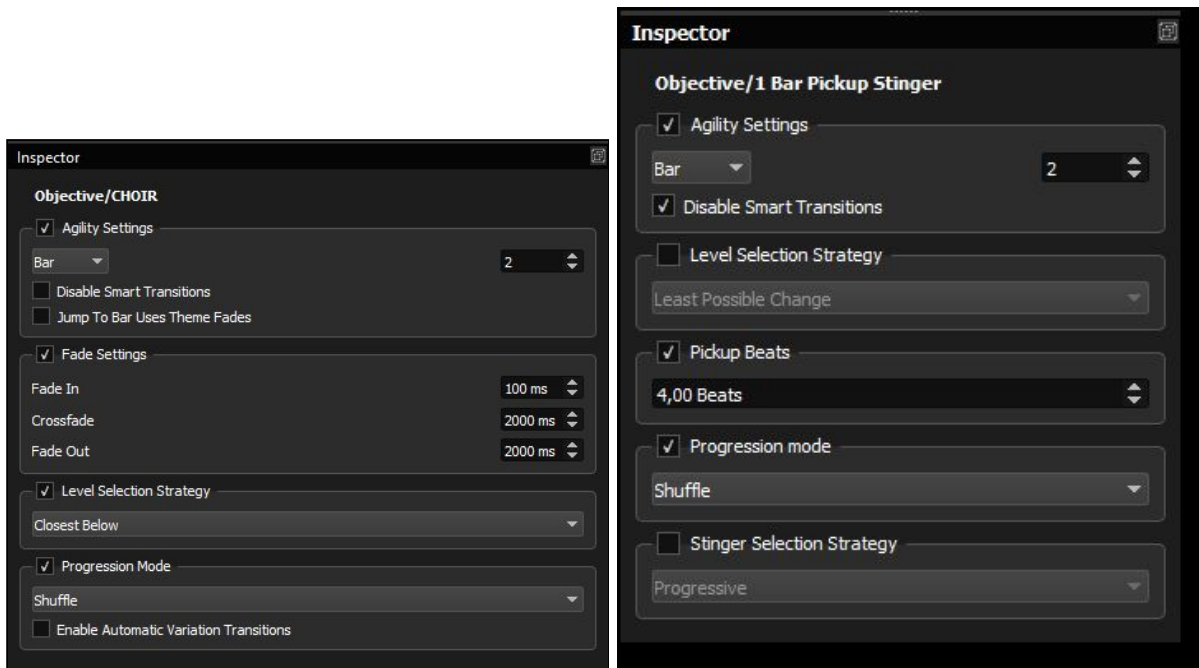 Inspector
Objective/CHOIR
Agility Settings
Bar 2
Disable Smart Transitions
Jump To Bar Uses Theme Fades
Fade Settings
Fade In 100 ms
Crossfade 2000 ms
Fade Out 2000 ms
Level Selection Strategy
Closest Below
Progression Mode
Shuffle
Enable Automatic Variation Transitions
Inspector
Objective/1 Bar Pickup Stinger
Agility Settings
Bar 2
Disable Smart Transitions
Level Selection Strategy
Least Possible Change
Pickup Beats
4,00 Beats
Progression mode
Shuffle
Stinger Selection Strategy
Progressive